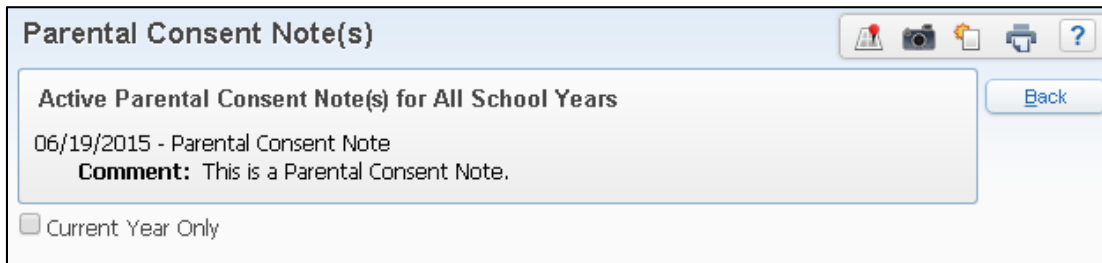 Parental Consent Note(s)
?
Active Parental Consent Note(s) for All School Years
Back
06/19/2015 - Parental Consent Note
Comment: This is a Parental Consent Note.
Current Year Only